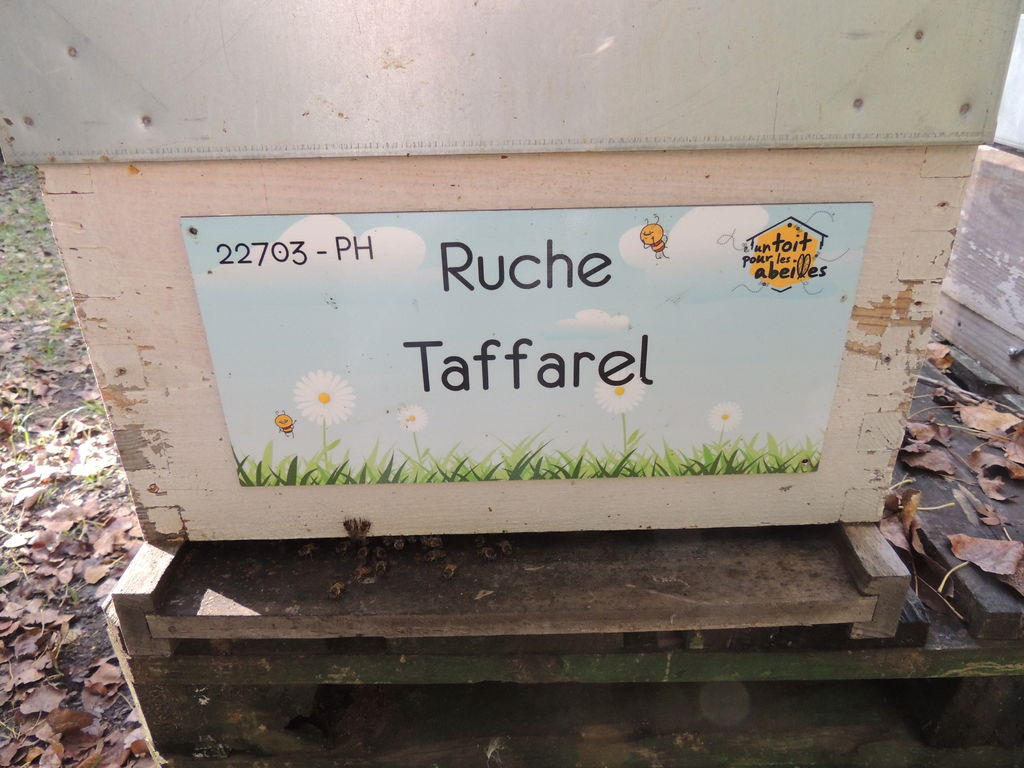 22703 - PH
Ruche
Taffarel
un toit
pour les
abeilles